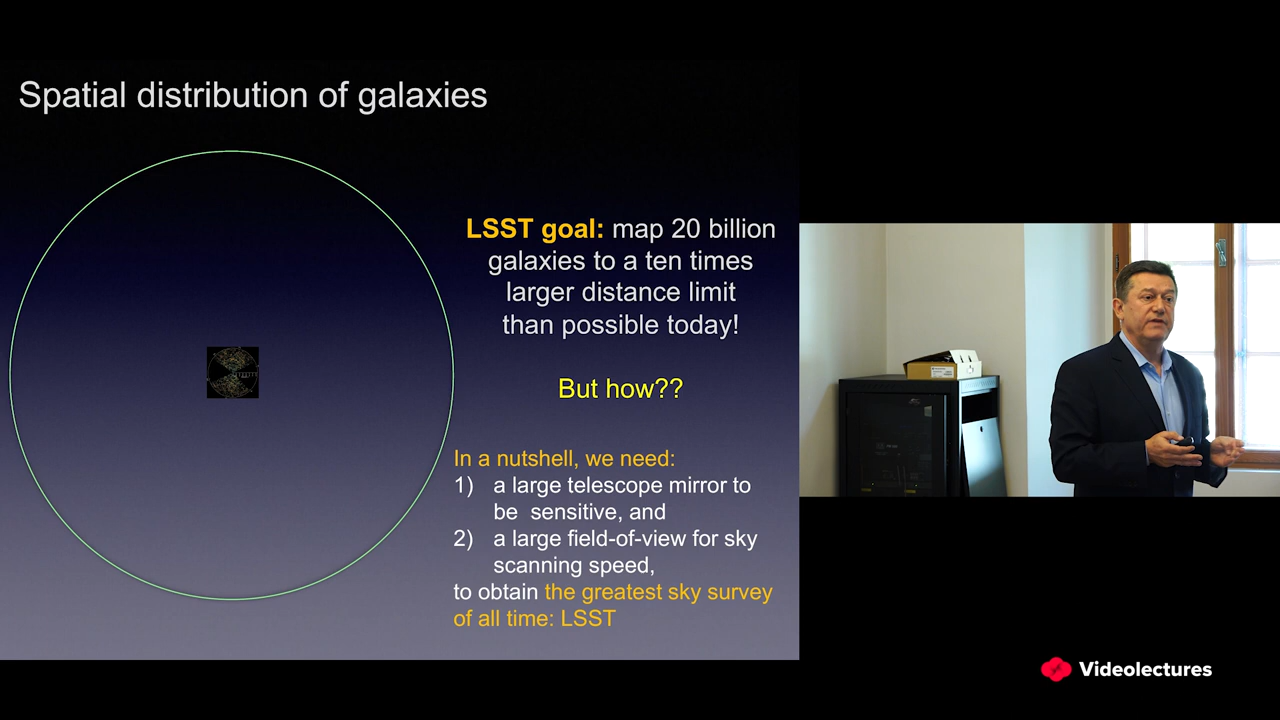 Spatial distribution of galaxies
LSST goal: map 20 billion
galaxies to a ten times
larger distance limit
than possible today!
But how??
In a nutshell, we need:
1) a large telescope mirror to
be sensitive, and
2) a large field-of-view for sky
scanning speed,
to obtain the greatest sky survey
of all time: LSST
Videolectures